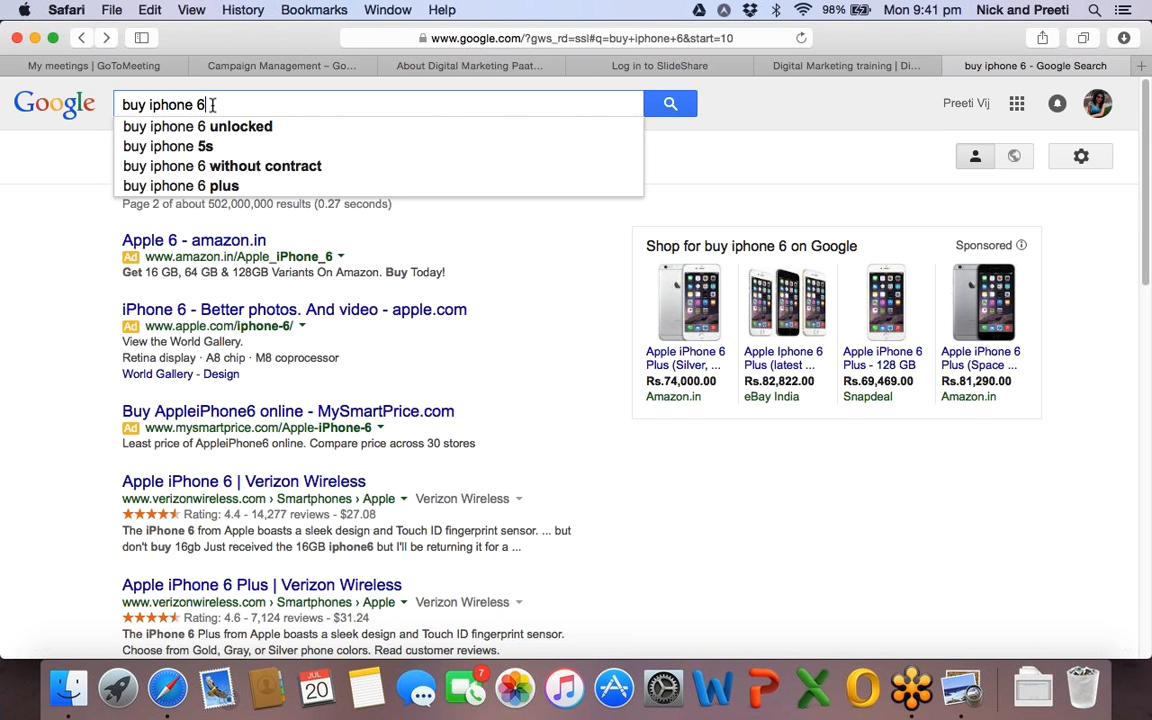 Safari File Edit View History Bookmarks Window Help 98% Mon 9:41 pm Nick and Preeti
www.google.com/?gws_rd=ssl#q=buy+iphone+6&start=10
My meetings | GoToMeeting Campaign Management – Go... About Digital Marketing Paat... Log in to SlideShare Digital Marketing training | Di... buy iphone 6 - Google Search
Google buy iphone 6 Preeti Vij
buy iphone 6 unlocked
buy iphone 5s
buy iphone 6 without contract
buy iphone 6 plus
Page 2 of about 502,000,000 results (0.27 seconds)
Apple 6 - amazon.in
Ad www.amazon.in/Apple_iPhone_6
Get 16 GB, 64 GB & 128GB Variants On Amazon. Buy Today!
iPhone 6 - Better photos. And video - apple.com
Ad www.apple.com/iphone-6/
View the World Gallery.
Retina display · A8 chip · M8 coprocessor
World Gallery - Design
Buy AppleiPhone6 online - MySmartPrice.com
Ad www.mysmartprice.com/Apple-iPhone-6
Least price of AppleiPhone6 online. Compare price across 30 stores
Apple iPhone 6 | Verizon Wireless
www.verizonwireless.com › Smartphones › Apple Verizon Wireless
Rating: 4.4 - 14,277 reviews - $27.08
The iPhone 6 from Apple boasts a sleek design and Touch ID fingerprint sensor. ... but
don't buy 16gb Just received the 16GB iphone6 but I'll be returning it for a ...
Apple iPhone 6 Plus | Verizon Wireless
www.verizonwireless.com › Smartphones › Apple Verizon Wireless
Rating: 4.6 - 7,124 reviews - $31.24
The iPhone 6 Plus from Apple boasts a sleek design and Touch ID fingerprint sensor.
Choose from Gold, Gray, or Silver phone colors. Read customer reviews.
Shop for buy iphone 6 on Google Sponsored
Apple iPhone 6
Plus (Silver, ...
Rs.74,000.00
Amazon.in
Apple Iphone 6
Plus (latest ...
Rs.82,822.00
eBay India
Apple iPhone 6
Plus - 128 GB
Rs.69,469.00
Snapdeal
Apple iPhone 6
Plus (Space ...
Rs.81,290.00
Amazon.in
JUL
20
7